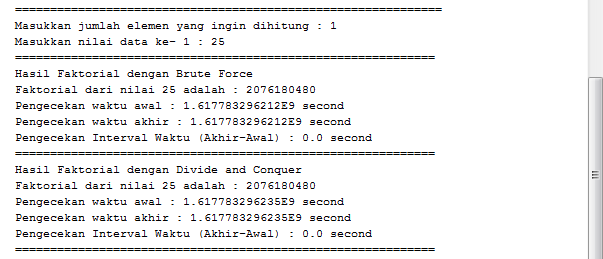 ============================================================
Masukkan jumlah elemen yang ingin dihitung : 1
Masukkan nilai data ke- 1 : 25
============================================================
Hasil Faktorial dengan Brute Force
Faktorial dari nilai 25 adalah : 2076180480
Pengecekan waktu awal : 1.617783296212E9 second
Pengecekan waktu akhir : 1.617783296212E9 second
Pengecekan Interval Waktu (Akhir-Awal) : 0.0 second
============================================================
Hasil Faktorial dengan Divide and Conquer
Faktorial dari nilai 25 adalah : 2076180480
Pengecekan waktu awal : 1.617783296235E9 second
Pengecekan waktu akhir : 1.617783296235E9 second
Pengecekan Interval Waktu (Akhir-Awal) : 0.0 second
============================================================